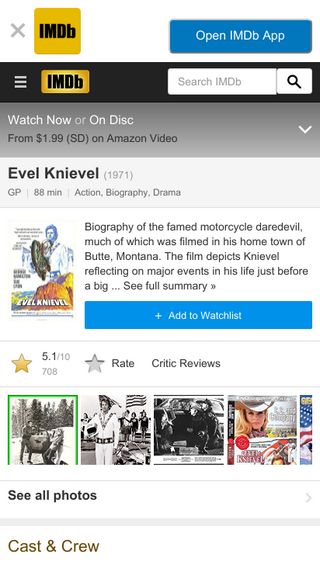 IMDb
Open IMDb App
IMDb
Search IMDb
Watch Now or On Disc
From $1.99 (SD) on Amazon Video
Evel Knievel (1971)
GP | 88 min | Action, Biography, Drama
Biography of the famed motorcycle daredevil,
much of which was filmed in his home town of
Butte, Montana. The film depicts Knievel
reflecting on major events in his life just before
a big ... See full summary »
EVEL KNIEVEL
+ Add to Watchlist
5.1/10
708
Rate
Critic Reviews
KNIEVEL
See all photos
Cast & Crew